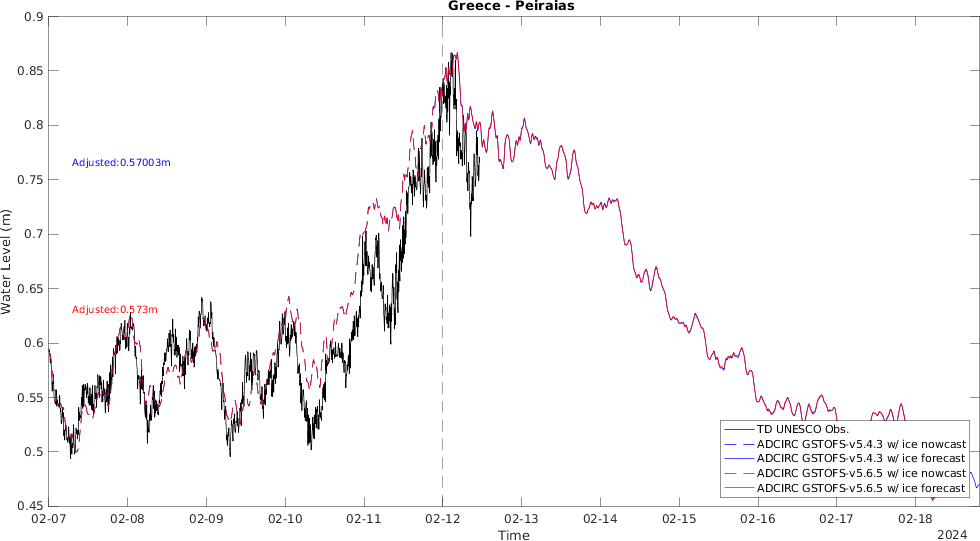 Greece - Peiraias
0.9
0.85
0.8
0.75
0.7
0.65
0.6
0.55
0.5
0.45
Water Level (m)
Adjusted:0.57003m
Adjusted:0.573m
TD UNESCO Obs.
ADCIRC GSTOFS-v5.4.3 w/ ice nowcast
ADCIRC GSTOFS-v5.4.3 w/ ice forecast
ADCIRC GSTOFS-v5.6.5 w/ ice nowcast
ADCIRC GSTOFS-v5.6.5 w/ ice forecast
02-07 02-08 02-09 02-10 02-11 02-12 02-13 02-14 02-15 02-16 02-17 02-18
Time
2024